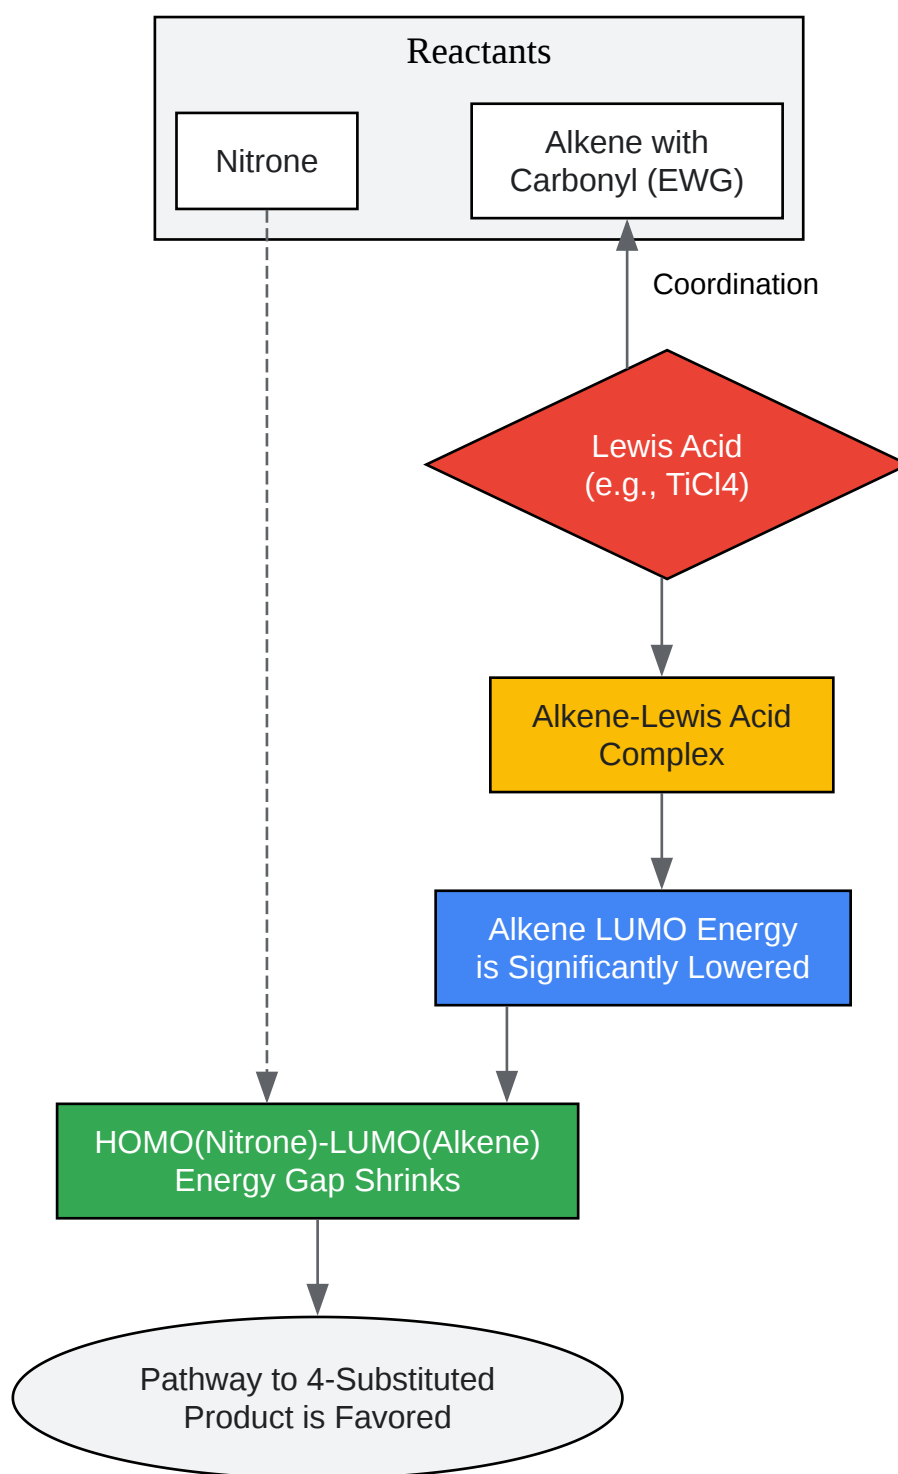 Reactants
Nitrone
Alkene with
Carbonyl (EWG)
Coordination
Lewis Acid
(e.g., TiCl4)
Alkene-Lewis Acid
Complex
Alkene LUMO Energy
is Significantly Lowered
HOMO(Nitrone)-LUMO(Alkene)
Energy Gap Shrinks
Pathway to 4-Substituted
Product is Favored